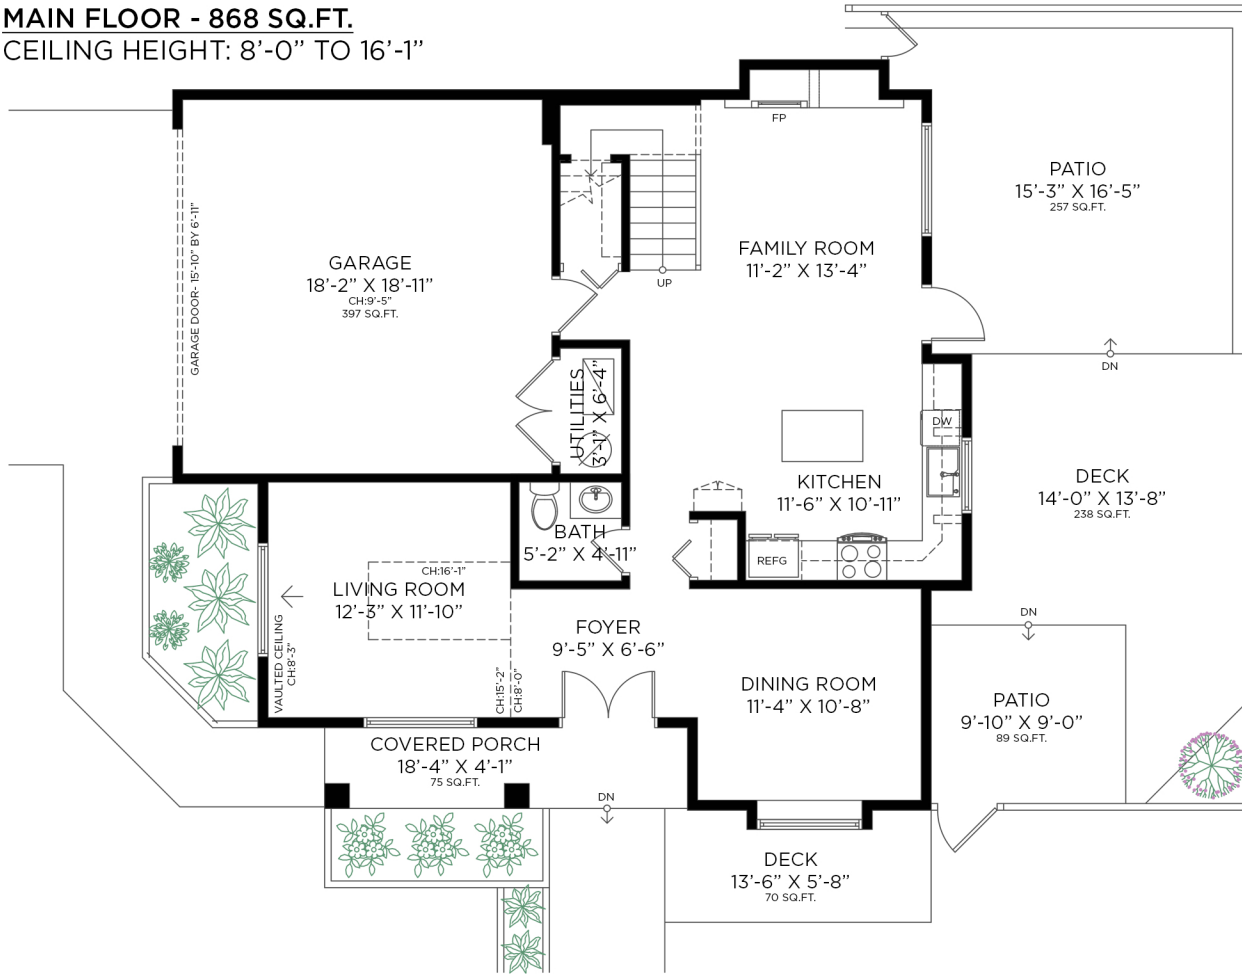 MAIN FLOOR - 868 SQ.FT.
CEILING HEIGHT: 8'-0" TO 16'-1"
FP
PATIO
15'-3" X 16'-5"
257 SQ.FT.
FAMILY ROOM
11'-2" X 13'-4"
GARAGE
18'-2" X 18'-11"
CH:9'-5"
397 SQ.FT.
GARAGE DOOR- 15'-10" BY 6'-11"
UP
DN
UTILITIES
3'-1" X 6'-4"
DW
KITCHEN
11'-6" X 10'-11"
DECK
14'-0" X 13'-8"
238 SQ.FT.
BATH
5'-2" X 4'-11"
REFG
CH:16'-1"
LIVING ROOM
12'-3" X 11'-10"
VAULTED CEILING
CH:8'-3"
CH:15'-2"
CH:8'-0"
FOYER
9'-5" X 6'-6"
DN
DINING ROOM
11'-4" X 10'-8"
PATIO
9'-10" X 9'-0"
89 SQ.FT.
COVERED PORCH
18'-4" X 4'-1"
75 SQ.FT.
DN
DECK
13'-6" X 5'-8"
70 SQ.FT.